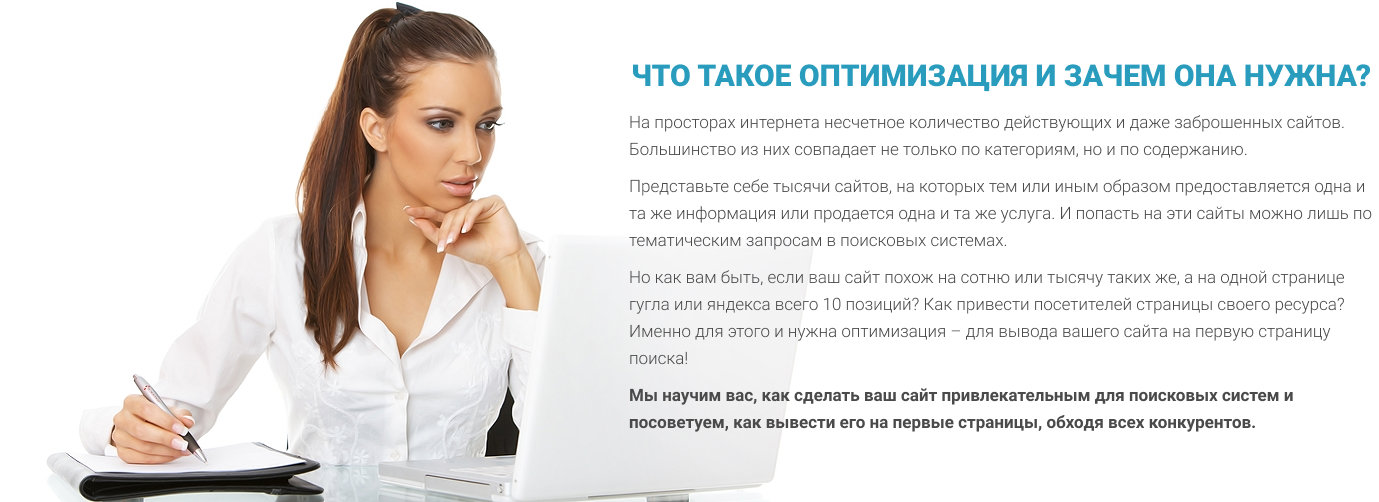 ЧТО ТАКОЕ ОПТИМИЗАЦИЯ И ЗАЧЕМ ОНА НУЖНА?
На просторах интернета несчетное количество действующих и даже заброшенных сайтов.
Большинство из них совпадает не только по категориям, но и по содержанию.
Представьте себе тысячи сайтов, на которых тем или иным образом предоставляется одна и
та же информация или продается одна и та же услуга. И попасть на эти сайты можно лишь по
тематическим запросам в поисковых системах.
Но как вам быть, если ваш сайт похож на сотню или тысячу таких же, а на одной странице
гугла или яндекса всего 10 позиций? Как привести посетителей страницы своего ресурса?
Именно для этого и нужна оптимизация – для вывода вашего сайта на первую страницу
поиска!
Мы научим вас, как сделать ваш сайт привлекательным для поисковых систем и
посоветуем, как вывести его на первые страницы, обходя всех конкурентов.